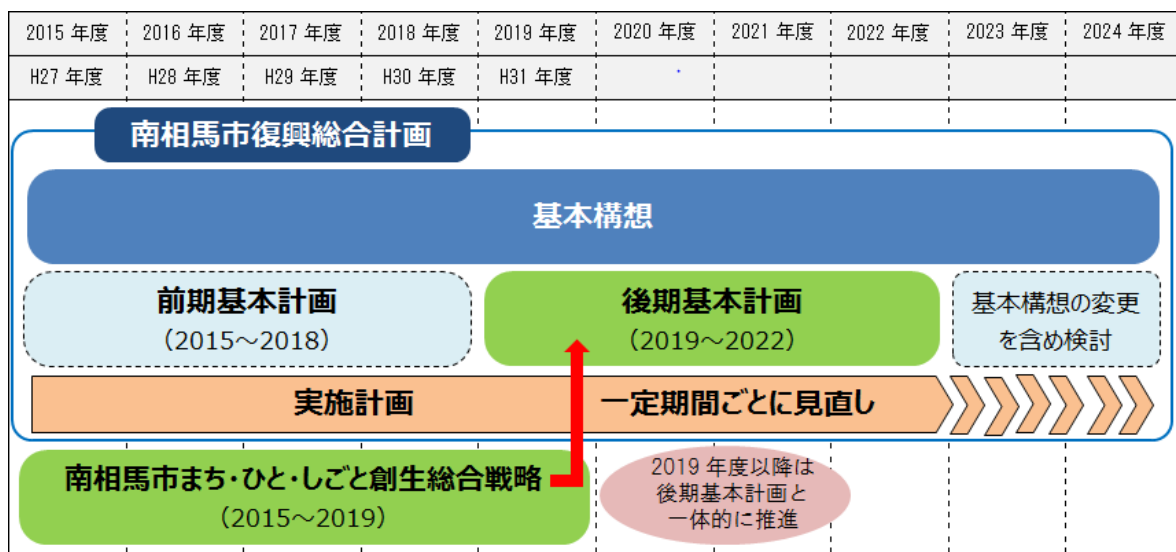 2015 年度 2016 年度 2017 年度 2018 年度 2019 年度 2020 年度 2021 年度 2022 年度 2023 年度 2024 年度
H27 年度 H28 年度 H29 年度 H30 年度 H31 年度
南相馬市復興総合計画
基本構想
前期基本計画
（2015～2018）
後期基本計画
（2019～2022）
基本構想の変更
を含め検討
実施計画 一定期間ごとに見直し
南相馬市まち・ひと・しごと創生総合戦略
（2015～2019）
2019 年度以降は
後期基本計画と
一体的に推進